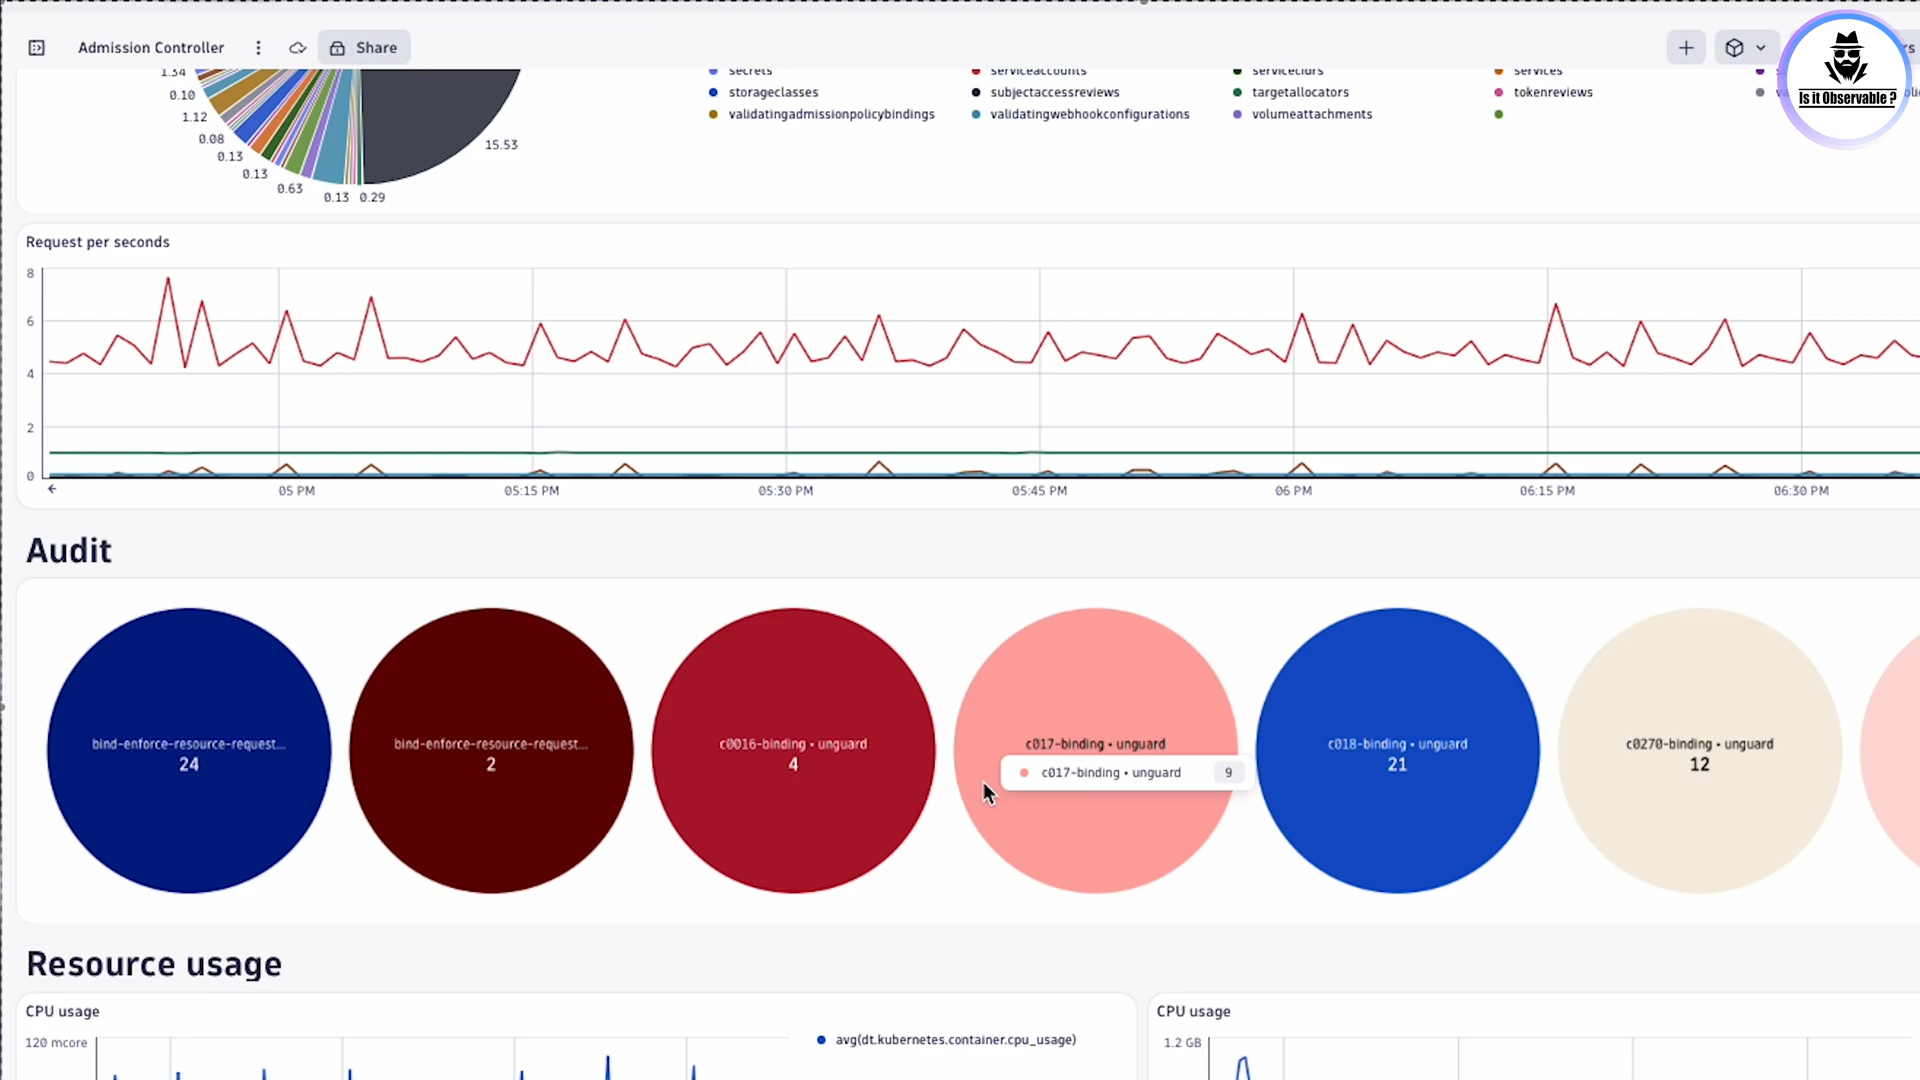 Admission Controller
Share
Is it Observable ?
1.34
0.10
1.12
0.08
0.13
0.13
0.63
0.13
0.29
15.53
secrets
serviceaccounts
servicecidrs
services
storageclasses
subjectaccessreviews
targetallocators
tokenreviews
validatingadmissionpolicybindings
validatingwebhookconfigurations
volumeattachments
Request per seconds
8
6
4
2
0
05 PM
05:15 PM
05:30 PM
05:45 PM
06 PM
06:15 PM
06:30 PM
Audit
bind-enforce-resource-request...
24
bind-enforce-resource-request...
2
c0016-binding • unguard
4
c017-binding • unguard
c017-binding • unguard 9
c018-binding • unguard
21
c0270-binding • unguard
12
Resource usage
CPU usage
120 mcore
avg(dt.kubernetes.container.cpu_usage)
CPU usage
1.2 GB